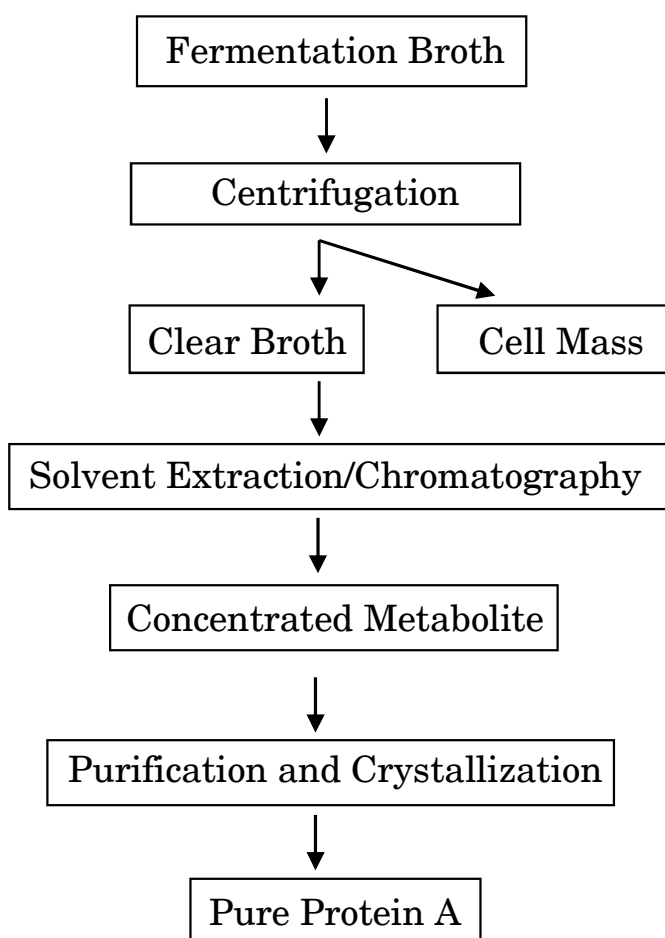 Fermentation Broth
Centrifugation
Clear Broth
Cell Mass
Solvent Extraction/Chromatography
Concentrated Metabolite
Purification and Crystallization
Pure Protein A